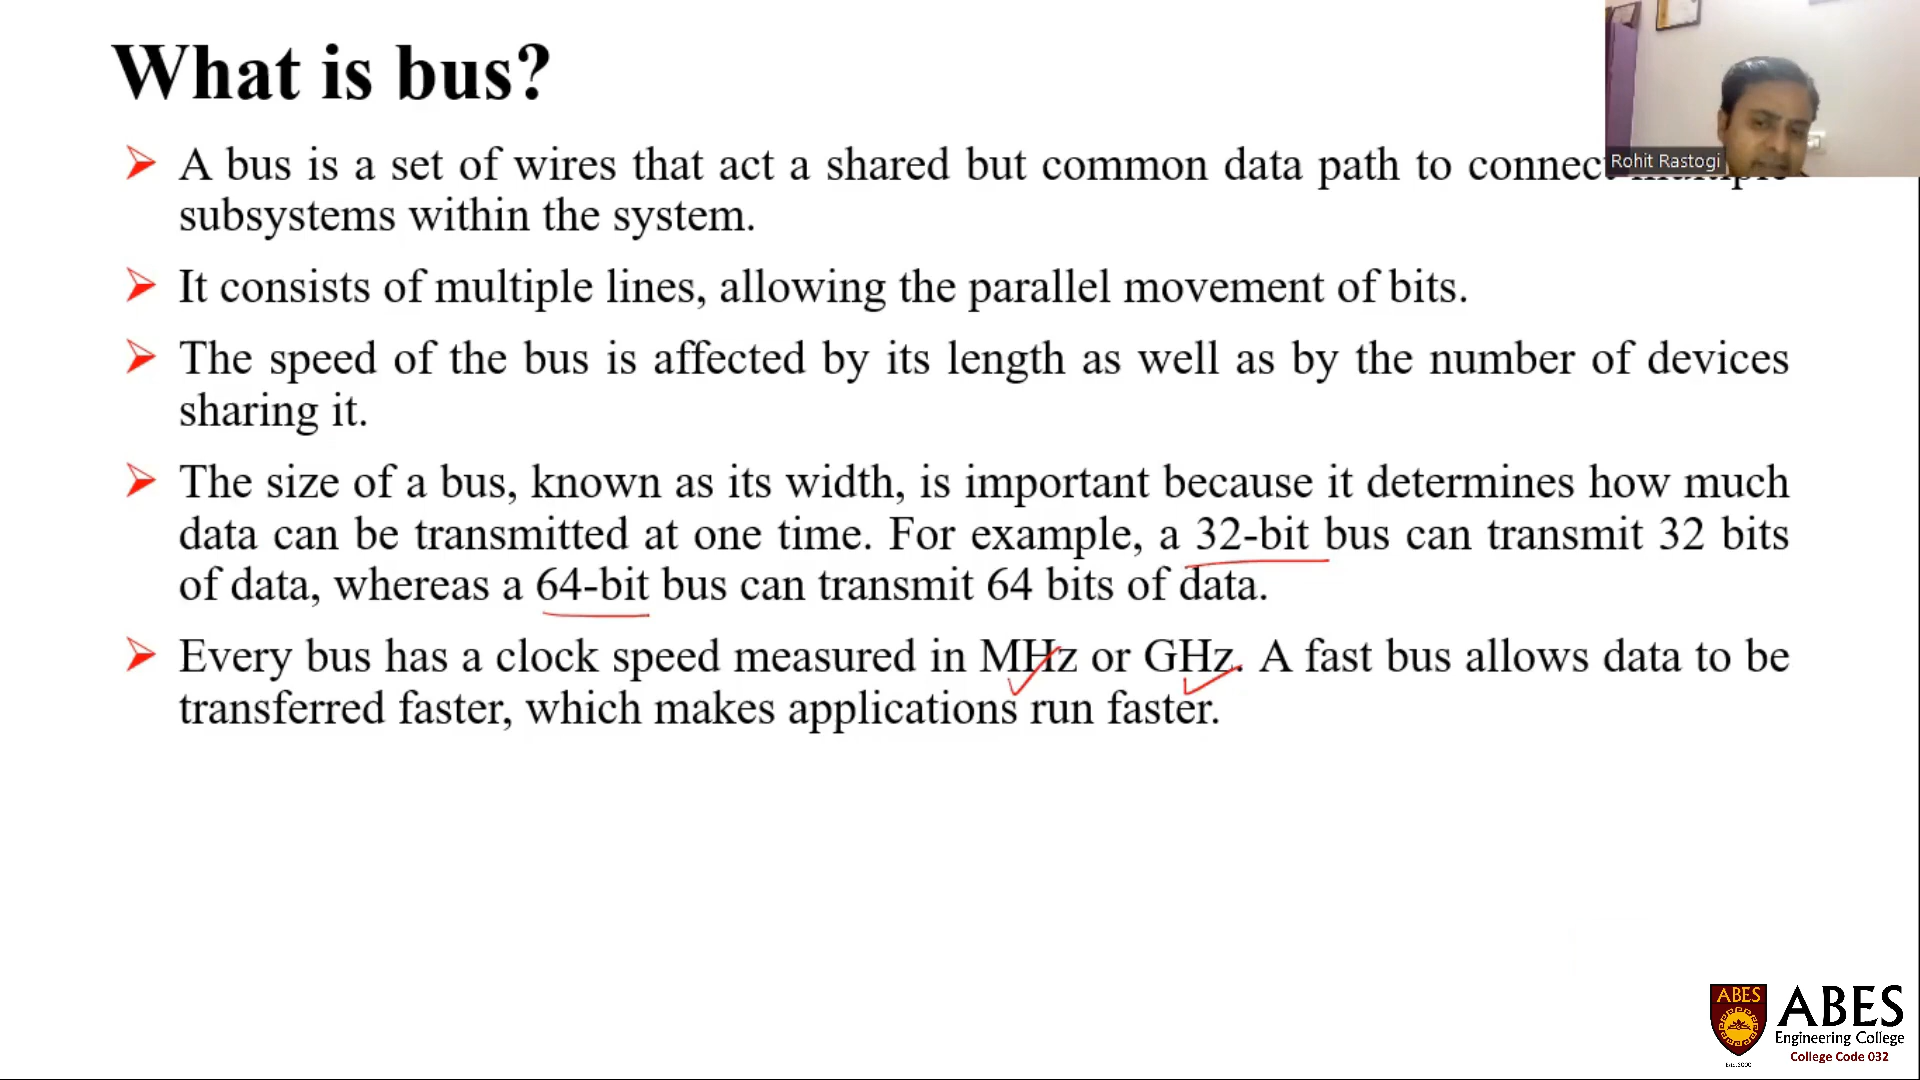 What is bus?
Rohit Rastogi
A bus is a set of wires that act a shared but common data path to connect multiple
subsystems within the system.
It consists of multiple lines, allowing the parallel movement of bits.
The speed of the bus is affected by its length as well as by the number of devices
sharing it.
The size of a bus, known as its width, is important because it determines how much
data can be transmitted at one time. For example, a 32-bit bus can transmit 32 bits
of data, whereas a 64-bit bus can transmit 64 bits of data.
Every bus has a clock speed measured in MHz or GHz. A fast bus allows data to be
transferred faster, which makes applications run faster.
ABES
ABES
Engineering College
College Code 032